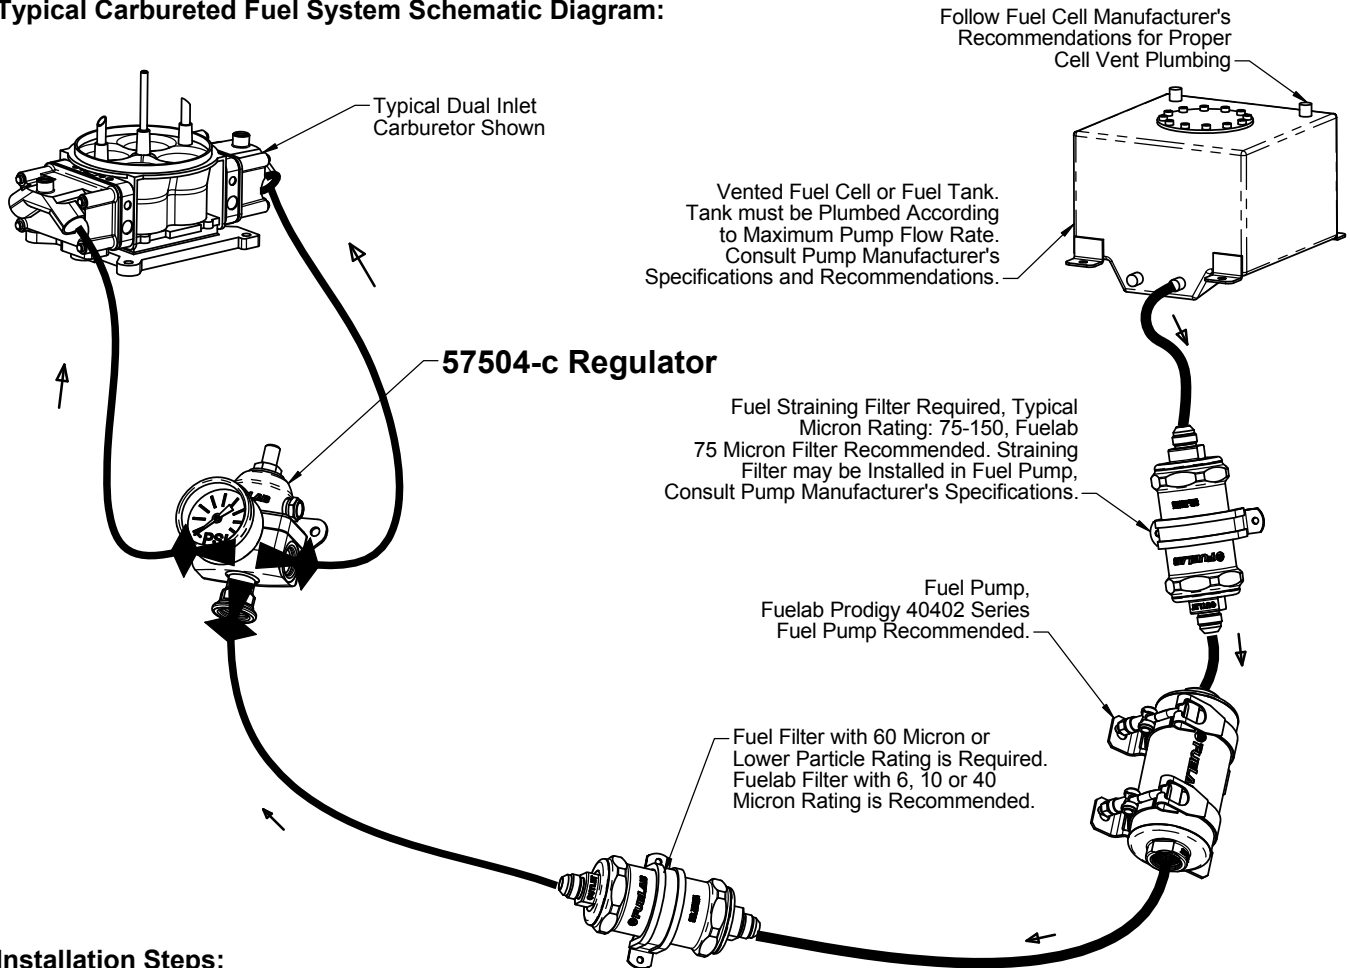 Typical Carbureted Fuel System Schematic Diagram:
Follow Fuel Cell Manufacturer's
Recommendations for Proper
Cell Vent Plumbing
Typical Dual Inlet
Carburetor Shown
Vented Fuel Cell or Fuel Tank.
Tank must be Plumbed According
to Maximum Pump Flow Rate.
Consult Pump Manufacturer's
Specifications and Recommendations.
57504-c Regulator
Fuel Straining Filter Required, Typical
Micron Rating: 75-150, Fuelab
75 Micron Filter Recommended. Straining
Filter may be Installed in Fuel Pump,
Consult Pump Manufacturer's Specifications.
PSI
FUELAB
Fuel Pump,
Fuelab Prodigy 40402 Series
Fuel Pump Recommended.
FUELA
Fuel Filter with 60 Micron or
Lower Particle Rating is Required.
Fuelab Filter with 6, 10 or 40
Micron Rating is Recommended.
FUELAB
Installation Steps: